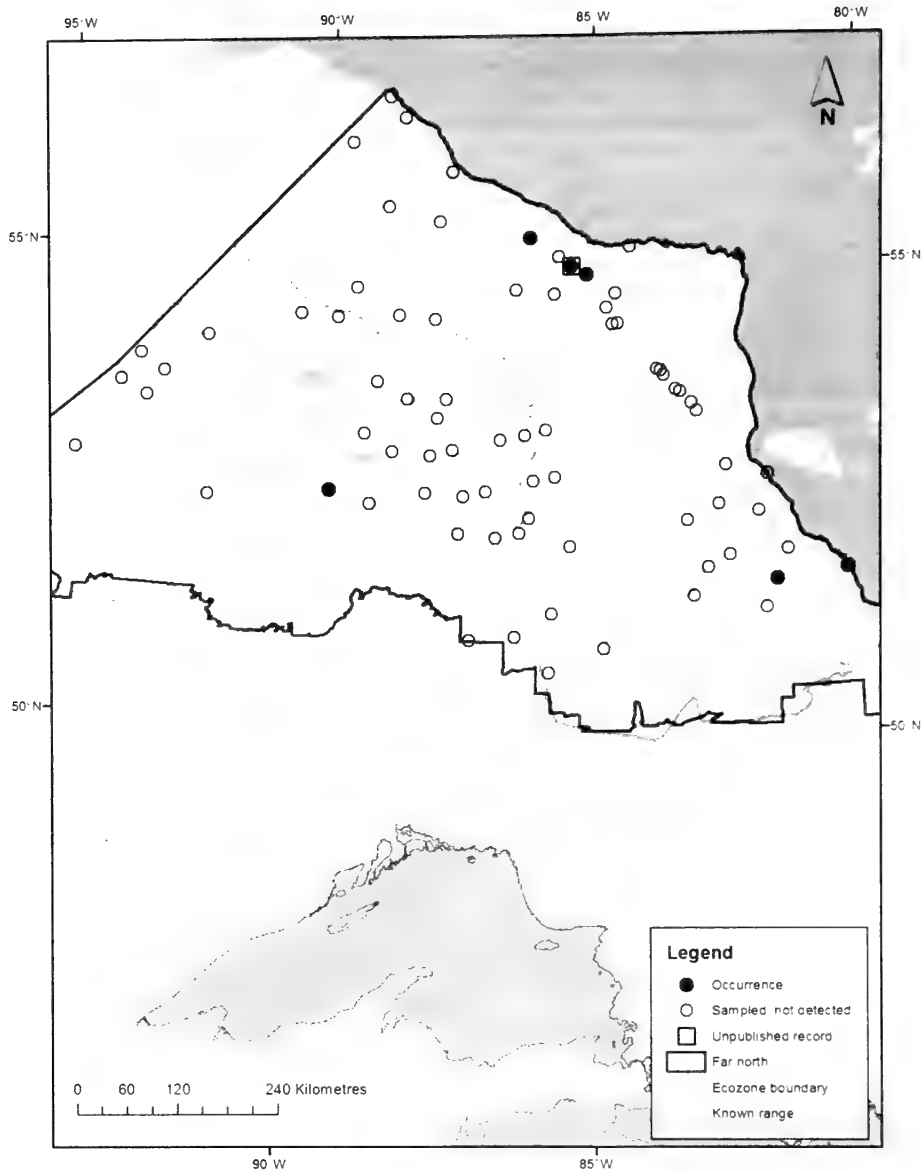 95°W 90°W 85°W 80°W
N
55°N 55°N
50°N 50°N
Legend
Occurrence
Sampled not detected
Unpublished record
Far north
Ecozone boundary
Known range
0 60 120 240 Kilometres
90°W 85°W